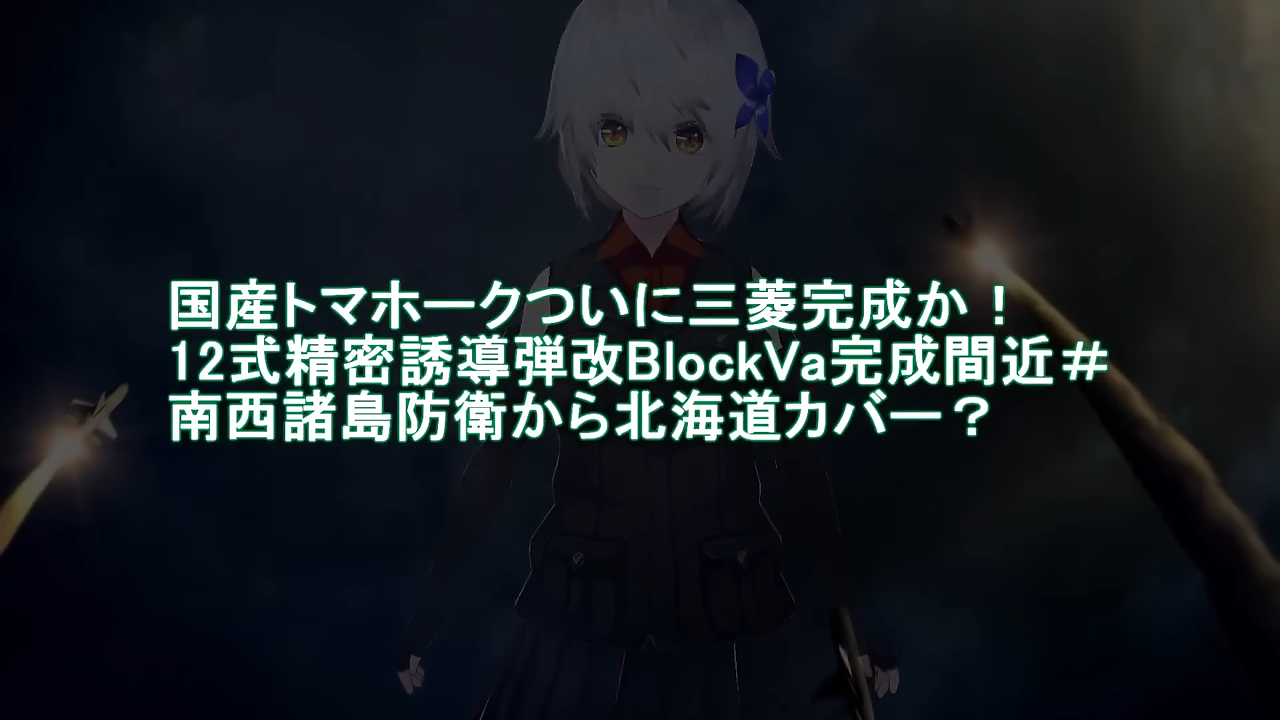 国産トマホークついに三菱完成か！
12式精密誘導弾改BlockVa完成間近＃
南西諸島防衛から北海道カバー？